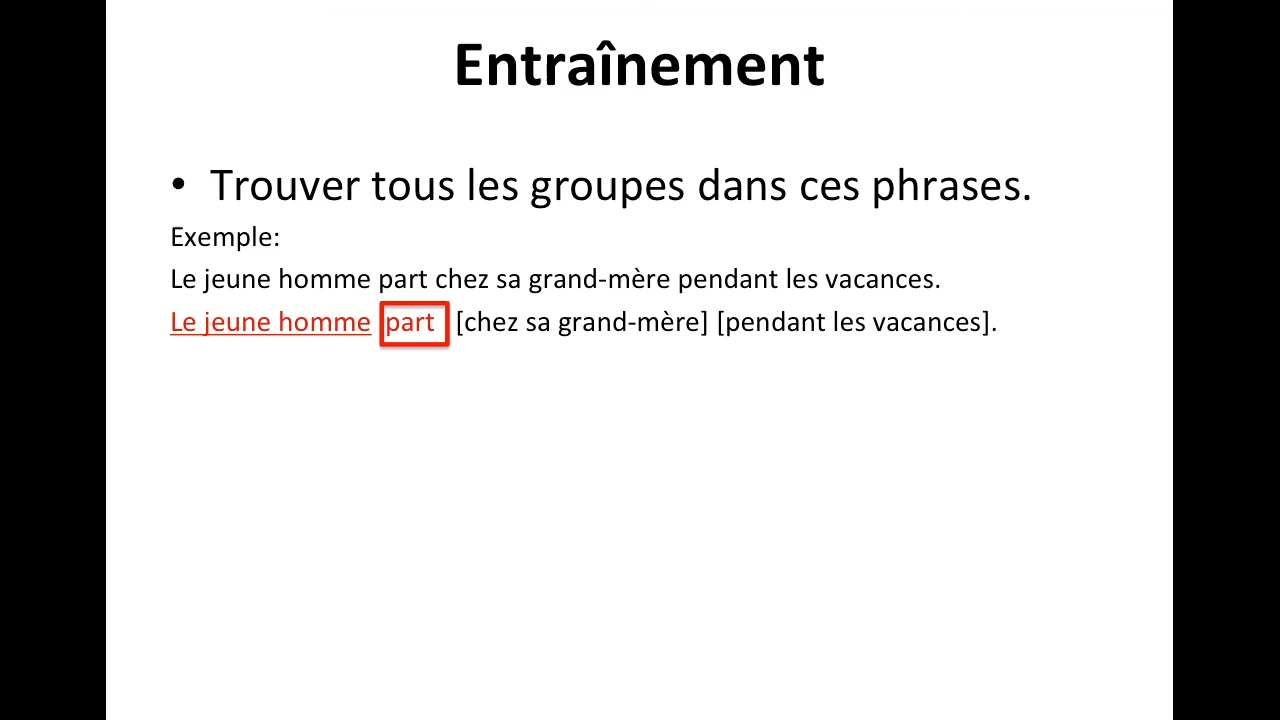 Entraînement
• Trouver tous les groupes dans ces phrases.
Exemple:
Le jeune homme part chez sa grand-mère pendant les vacances.
Le jeune homme part [chez sa grand-mère] [pendant les vacances].